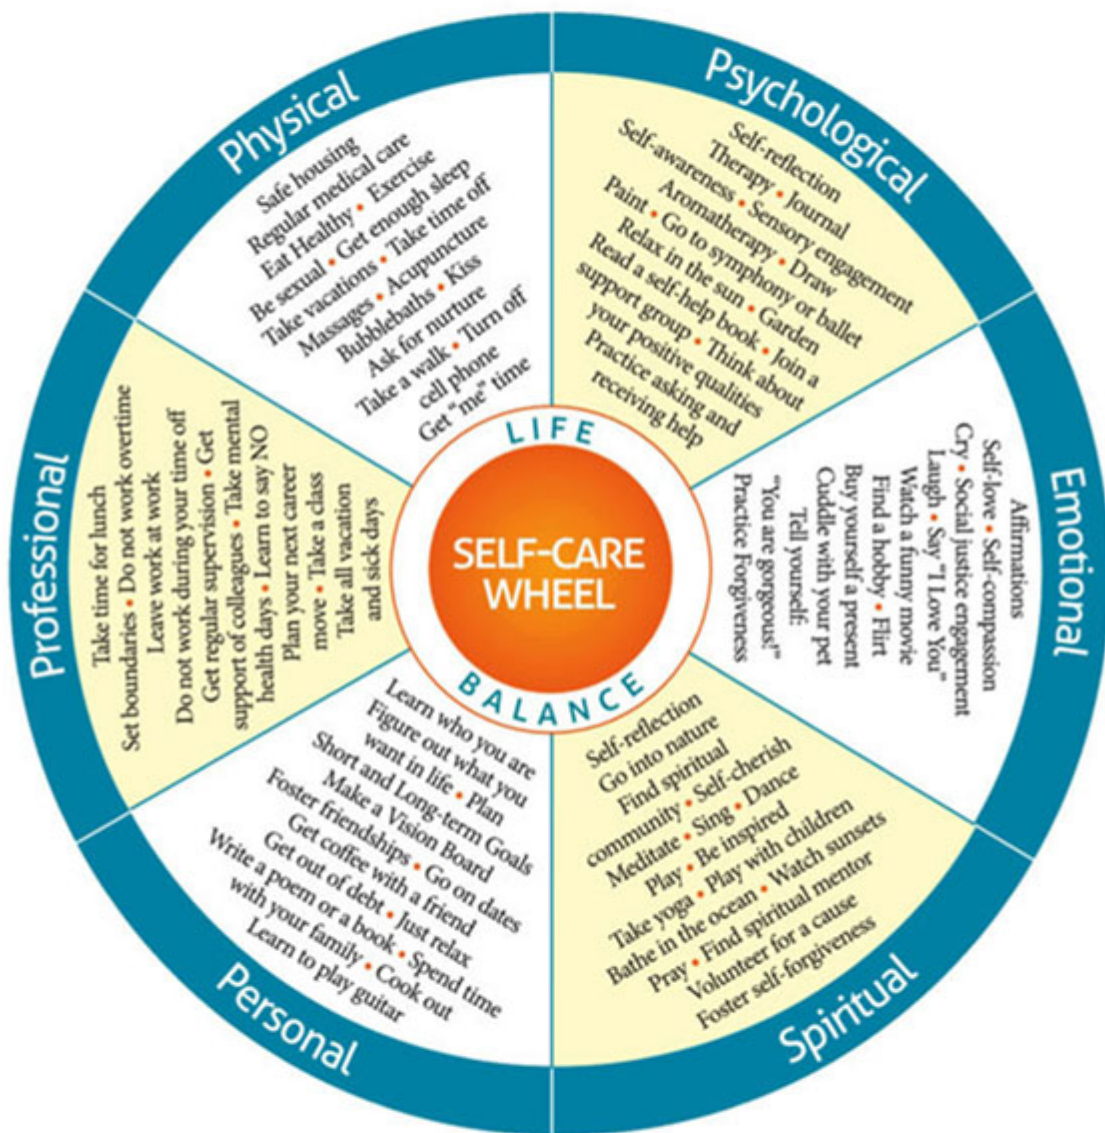 Physical
Safe housing
Regular medical care
Eat Healthy • Exercise
Be sexual • Get enough sleep
Take vacations • Take time off
Massages • Acupuncture
Bubblebaths • Kiss
Ask for nurture
Take a walk • Turn off
cell phone
Get “me” time
Psychological
Self-reflection
Therapy • Journal
Self-awareness • Sensory engagement
Aromatherapy • Draw
Paint • Go to symphony or ballet
Relax in the sun • Garden
Read a self-help book • Join a
support group • Think about
your positive qualities
Practice asking and
receiving help
Emotional
Affirmations
Self-love • Self-compassion
Cry • Social justice engagement
Laugh • Say “I Love You”
Watch a funny movie
Find a hobby • Flirt
Buy yourself a present
Cuddle with your pet
Tell yourself:
“You are gorgeous!”
Practice Forgiveness
Spiritual
Self-reflection
Go into nature
Find spiritual
community • Self-cherish
Meditate • Sing • Dance
Play • Be inspired
Take yoga • Play with children
Bathe in the ocean • Watch sunsets
Pray • Find spiritual mentor
Volunteer for a cause
Foster self-forgiveness
Personal
Learn who you are
Figure out what you
want in life • Plan
Short and Long-term Goals
Make a Vision Board
Foster friendships • Go on dates
Get coffee with a friend
Get out of debt • Just relax
Write a poem or a book • Spend time
with your family • Cook out
Learn to play guitar
Professional
Take time for lunch
Set boundaries • Do not work overtime
Leave work at work
Do not work during your time off
Get regular supervision • Get
support of colleagues • Take mental
health days • Learn to say NO
Plan your next career
move • Take a class
Take all vacation
and sick days
LIFE
SELF-CARE
WHEEL
BALANCE